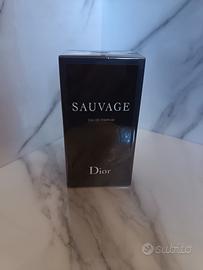 SAUVAGE
EAU DE PARFUM
Dior
subito